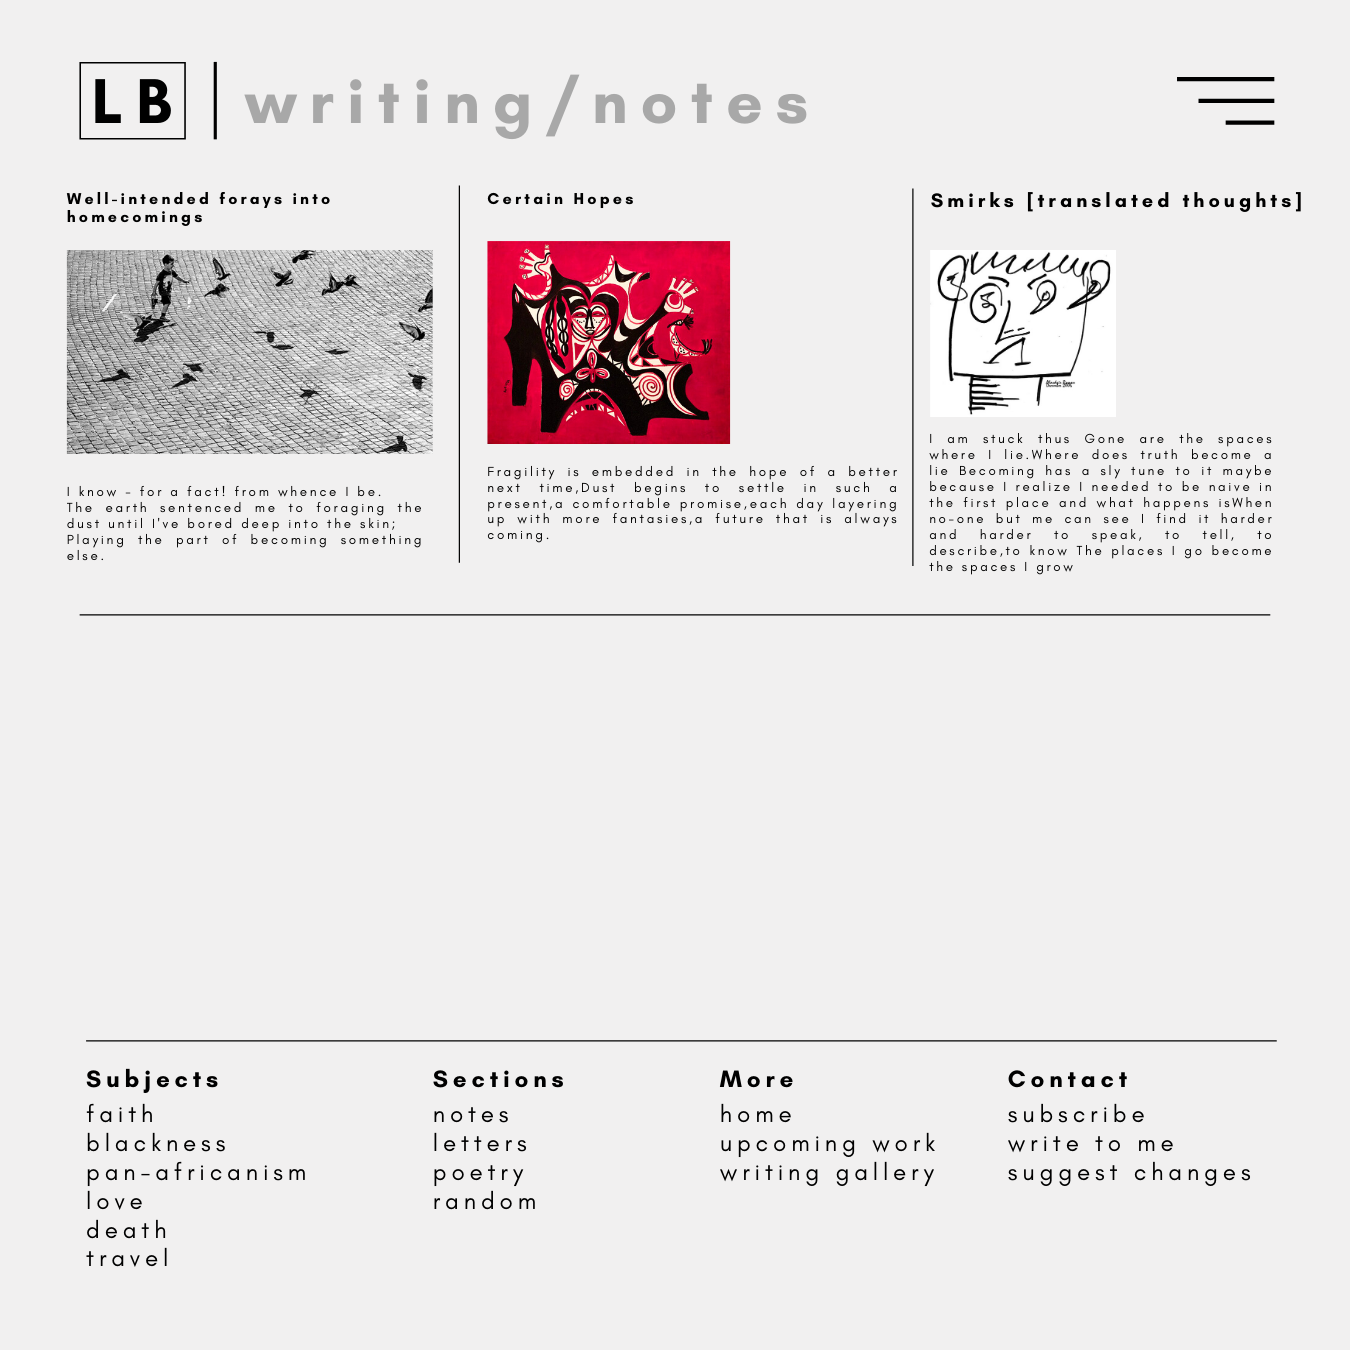 LB
writing/notes
Well-intended forays into
homecomings
I know - for a fact! from whence I be.
The earth sentenced me to foraging the
dust until I've bored deep into the skin;
Playing the part of becoming something
else.
Certain Hopes
Fragility is embedded in the hope of a better
next time,Dust begins to settle in such a
present,a comfortable promise,each day layering
up with more fantasies,a future that is always
coming.
Smirks [translated thoughts]
I am stuck thus Gone are the spaces
where I lie.Where does truth become a
lie Becoming has a sly tune to it maybe
because I realize I needed to be naive in
the first place and what happens isWhen
no-one but me can see I find it harder
and harder to speak, to tell, to
describe,to know The places I go become
the spaces I grow
Subjects
faith
blackness
pan-africanism
love
death
travel
Sections
notes
letters
poetry
random
More
home
upcoming work
writing gallery
Contact
subscribe
write to me
suggest changes